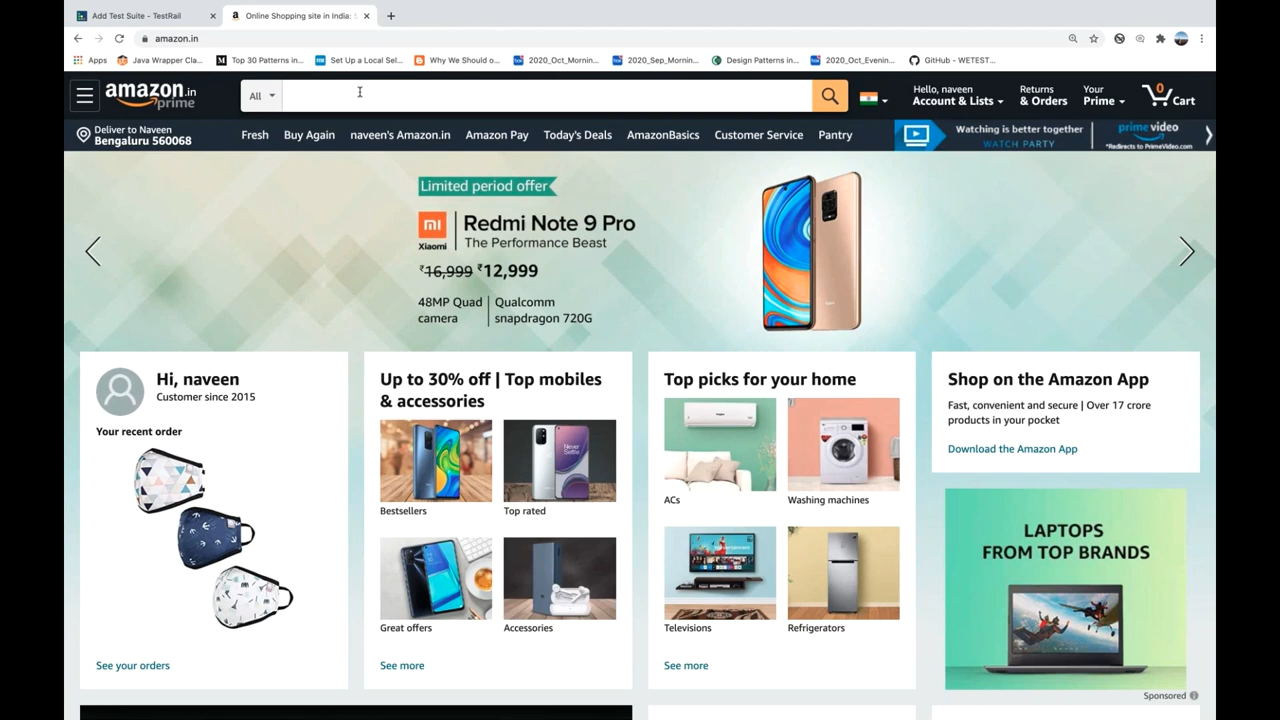 Add Test Suite - TestRail
Online Shopping site in India: S
amazon.in
Apps
Java Wrapper Cla...
Top 30 Patterns in...
Set Up a Local Sel...
Why We Should o...
2020_Oct_Mornin...
2020_Sep_Mornin...
Design Patterns in...
2020_Oct_Evenin...
GitHub - WETEST...
amazon.in
prime
All
Hello, naveen
Account & Lists
Returns
& Orders
Your
Prime
0
Cart
Deliver to Naveen
Bengaluru 560068
Fresh
Buy Again
naveen's Amazon.in
Amazon Pay
Today's Deals
AmazonBasics
Customer Service
Pantry
Watching is better together
WATCH PARTY
prime video
*Redirects to PrimeVideo.com
Limited period offer
mi
Xiaomi
Redmi Note 9 Pro
The Performance Beast
₹16,999 ₹12,999
48MP Quad
camera
Qualcomm
snapdragon 720G
Hi, naveen
Customer since 2015
Your recent order
See your orders
Up to 30% off | Top mobiles
& accessories
Never
Settle
Bestsellers
Top rated
Great offers
Accessories
See more
Top picks for your home
ACs
Washing machines
Televisions
Refrigerators
See more
Shop on the Amazon App
Fast, convenient and secure | Over 17 crore
products in your pocket
Download the Amazon App
LAPTOPS
FROM TOP BRANDS
Sponsored